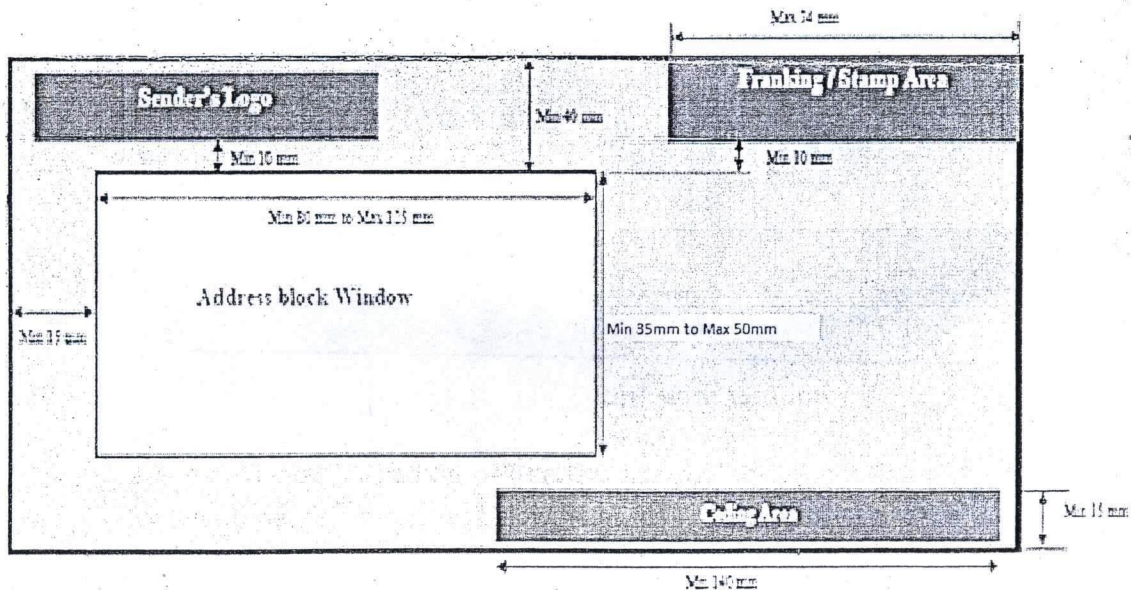 Max 74 mm
Sender's Logo
Franking / Stamp Area
Min 40 mm
Min 10 mm
Min 10 mm
Min 80 mm to Max 125 mm
Address block Window
Min 15 mm
Min 35mm to Max 50mm
Coding Area
Min 15 mm
Min 140 mm